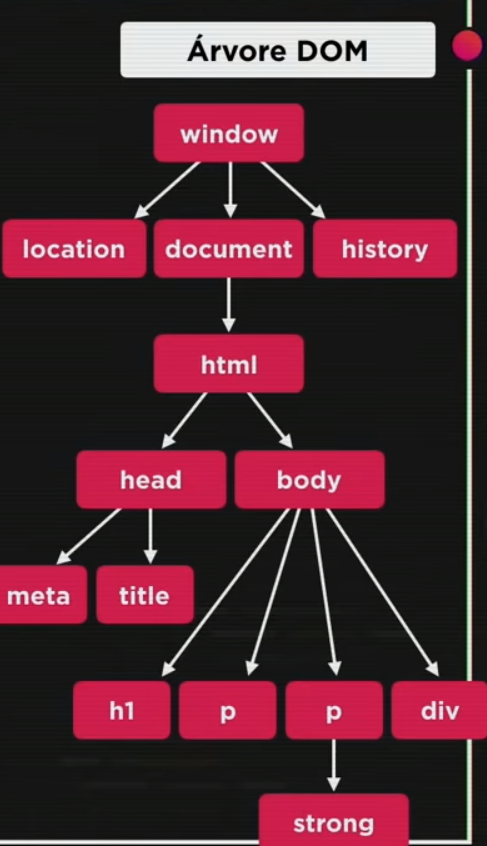 Árvore DOM
window
location document history
html
head body
meta title
h1 p p div
strong